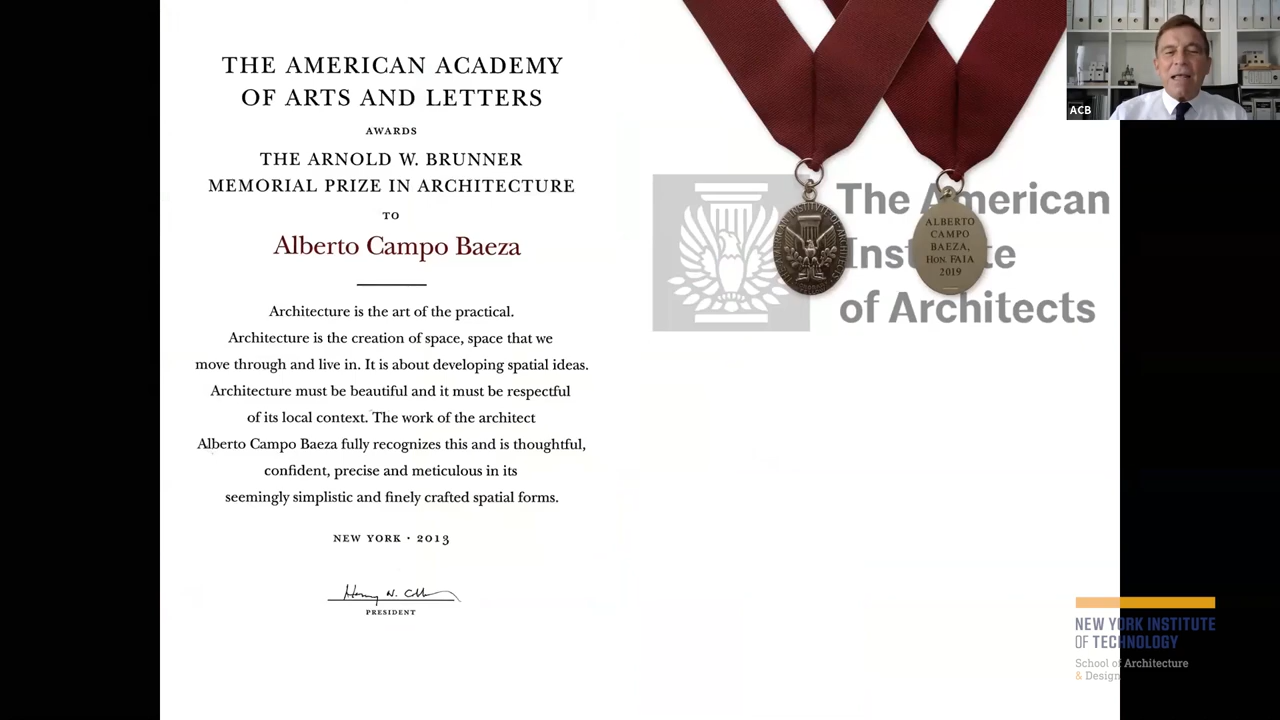 THE AMERICAN ACADEMY
OF ARTS AND LETTERS
AWARDS
THE ARNOLD W. BRUNNER
MEMORIAL PRIZE IN ARCHITECTURE
TO
Alberto Campo Baeza
Architecture is the art of the practical.
Architecture is the creation of space, space that we
move through and live in. It is about developing spatial ideas.
Architecture must be beautiful and it must be respectful
of its local context. The work of the architect
Alberto Campo Baeza fully recognizes this and is thoughtful,
confident, precise and meticulous in its
seemingly simplistic and finely crafted spatial forms.
NEW YORK · 2013
PRESIDENT
The American
Institute
of Architects
ALBERTO
CAMPO
BAEZA,
HON. FAIA
2019
ACB
NEW YORK INSTITUTE
OF TECHNOLOGY
School of Architecture
& Design